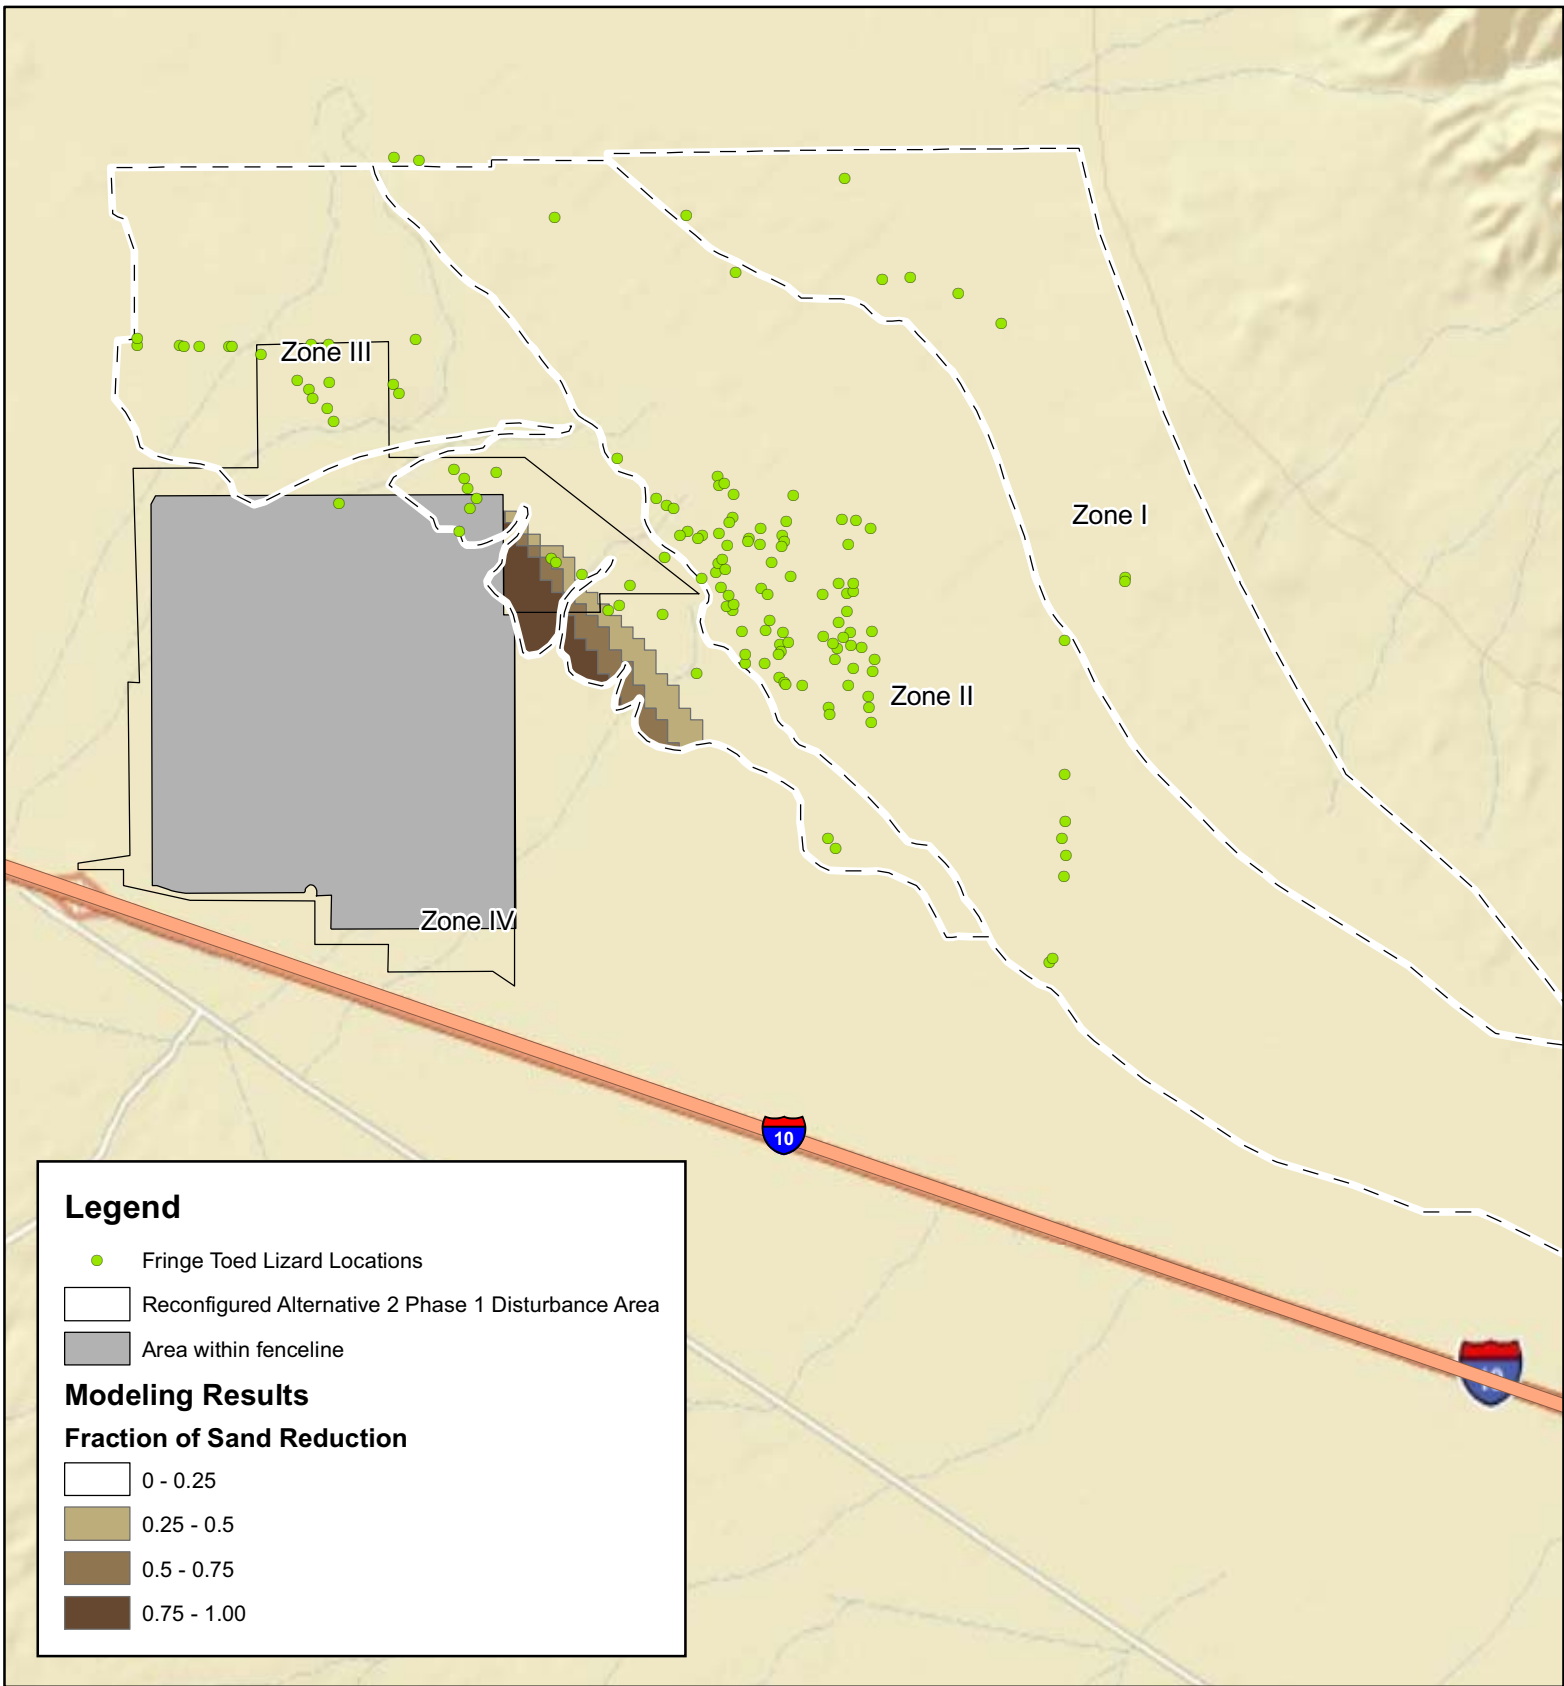 Zone III
Zone I
Zone II
Zone IV
10
Legend
Fringe Toed Lizard Locations
Reconfigured Alternative 2 Phase 1 Disturbance Area
Area within fenceline
Modeling Results
Fraction of Sand Reduction
0 - 0.25
0.25 - 0.5
0.5 - 0.75
0.75 - 1.00